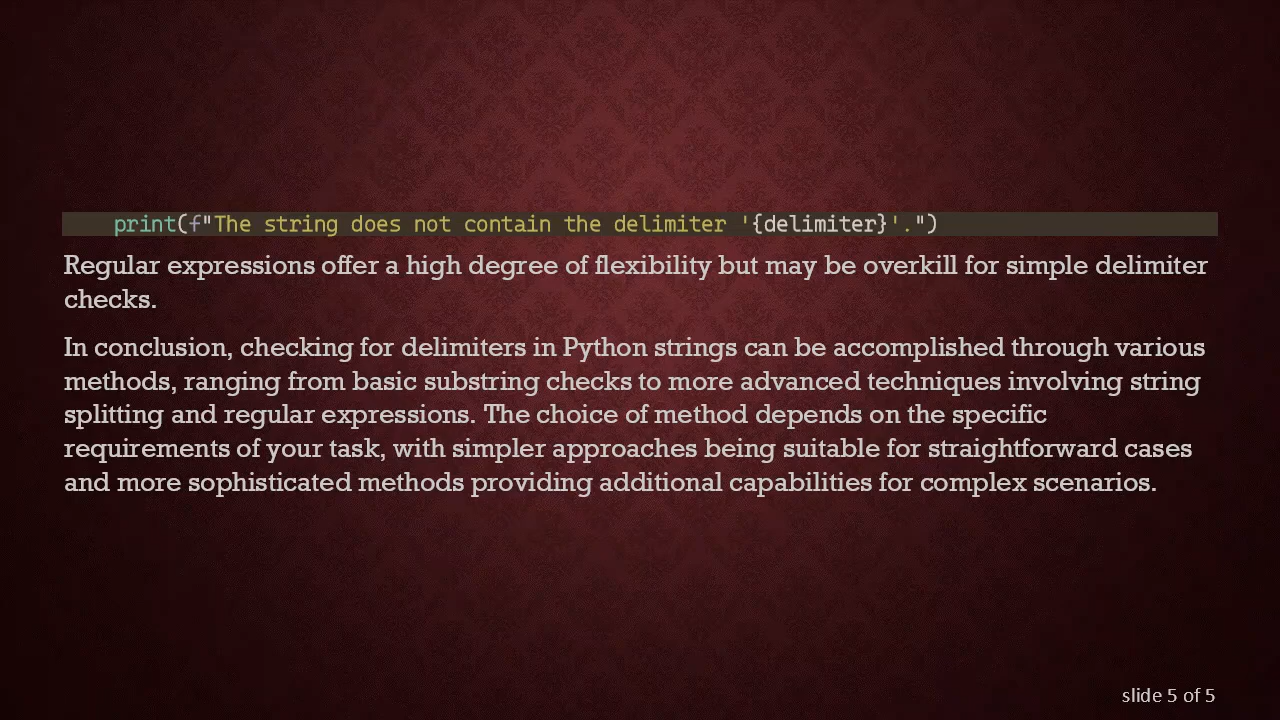 print(f"The string does not contain the delimiter '{delimiter}'.")
Regular expressions offer a high degree of flexibility but may be overkill for simple delimiter
checks.
In conclusion, checking for delimiters in Python strings can be accomplished through various
methods, ranging from basic substring checks to more advanced techniques involving string
splitting and regular expressions. The choice of method depends on the specific
requirements of your task, with simpler approaches being suitable for straightforward cases
and more sophisticated methods providing additional capabilities for complex scenarios.
slide 5 of 5